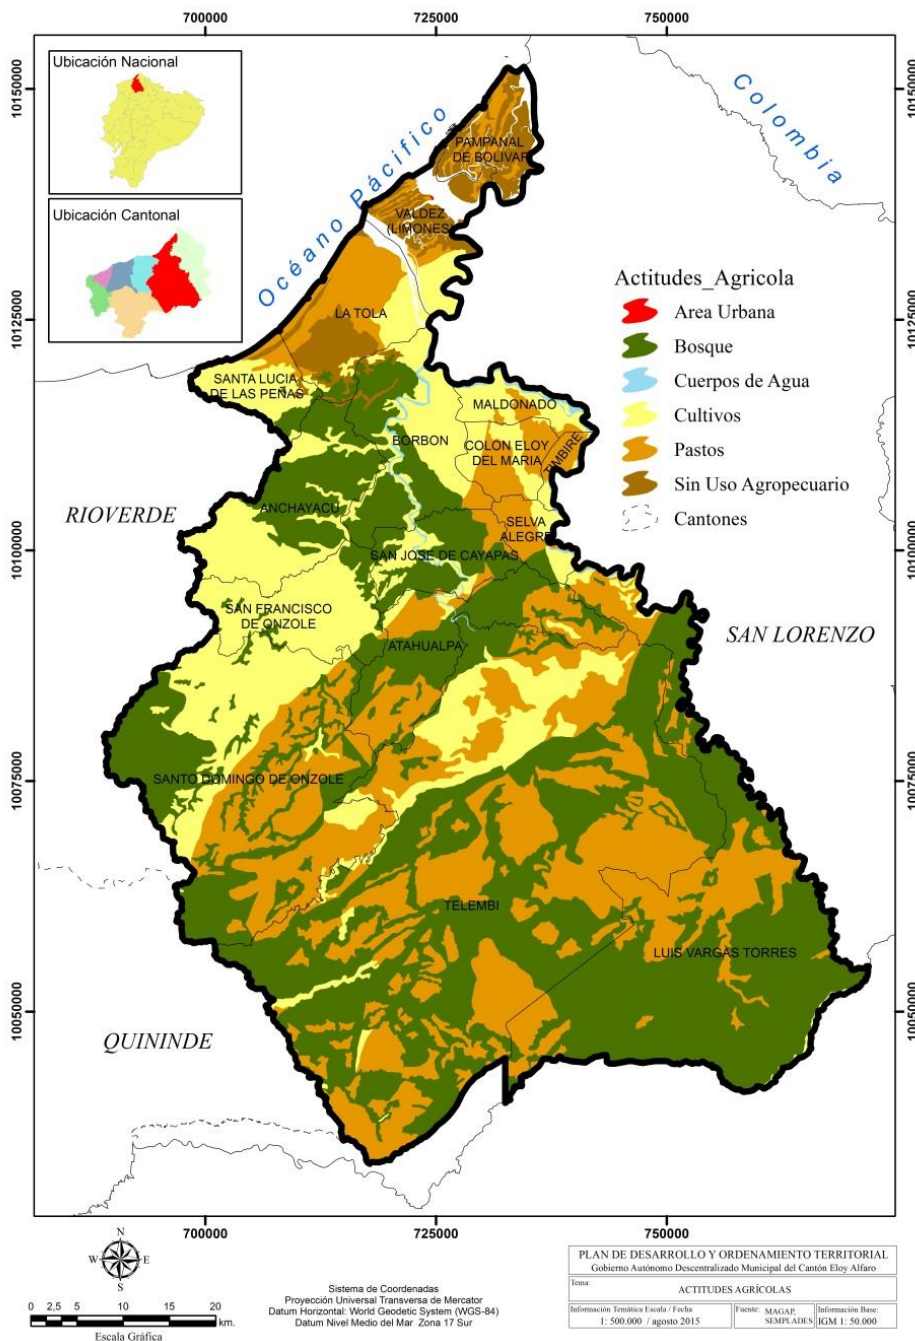 700000
725000
750000
10150000
10125000
10100000
10075000
10050000
10150000
10125000
10100000
10075000
10050000
Ubicación Nacional
Ubicación Cantonal
Océano Pácifico
Colombia
PAMPANAL
DE BOLIVAR
VALDEZ
(LIMONES)
LA TOLA
SANTA LUCIA
DE LAS PEÑAS
MALDONADO
BORBON
COLON ELOY
DEL MARIA
TIMBIRE
ANCHAYACU
SELVA
ALEGRE
SAN JOSE DE CAYAPAS
SAN FRANCISCO
DE ONZOLE
ATAHUALPA
SANTO DOMINGO DE ONZOLE
TELEMBI
LUIS VARGAS TORRES
RIOVERDE
SAN LORENZO
QUININDE
Actitudes_Agricola
Area Urbana
Bosque
Cuerpos de Agua
Cultivos
Pastos
Sin Uso Agropecuario
Cantones
700000
725000
750000
N
W
E
S
0 2,5 5 10 15 20
km.
Escala Gráfica
Sistema de Coordenadas
Proyección Universal Transversa de Mercator
Datum Horizontal: World Geodetic System (WGS-84)
Datum Nivel Medio del Mar Zona 17 Sur
PLAN DE DESARROLLO Y ORDENAMIENTO TERRITORIAL
Gobierno Autónomo Descentralizado Municipal del Cantón Eloy Alfaro
Tema:
ACTITUDES AGRÍCOLAS
Información Temática Escala / Fecha
1: 500.000 / agosto 2015
Fuente: MAGAP,
SEMPLADES
Información Base:
IGM 1: 50.000